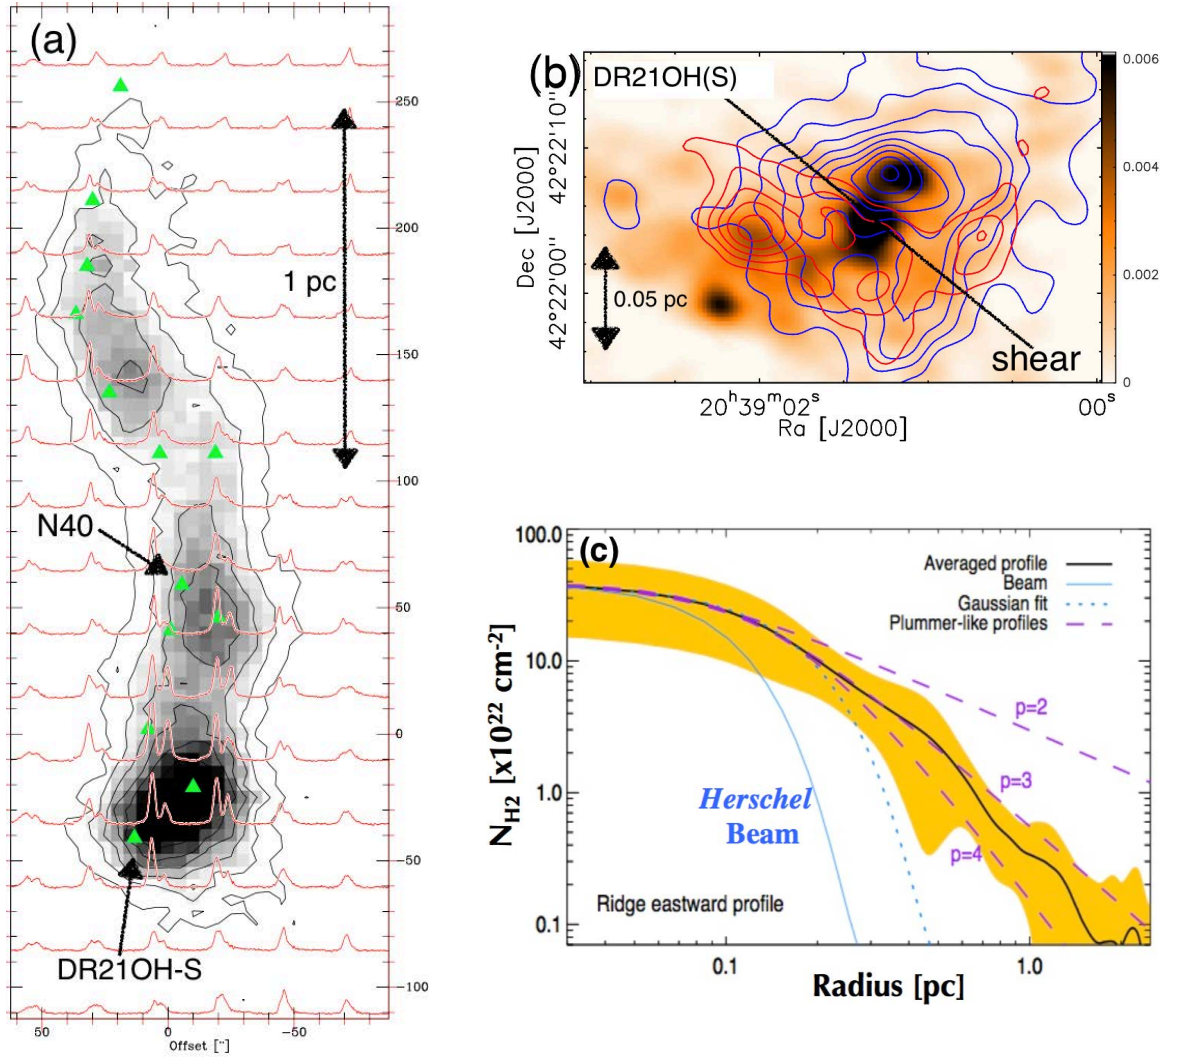 (a)
250
200
150
100
50
0
-50
-100
1 pc
N40
DR21OH-S
50
0
-50
Offset ["]
(b)
DR21OH(S)
0.006
0.004
0.002
0
42°22'10"
42°22'00"
Dec [J2000]
0.05 pc
shear
20h39m02s
00s
Ra [J2000]
(c)
100.0
10.0
1.0
0.1
NH2 [x10²² cm⁻²]
Averaged profile
Beam
Gaussian fit
Plummer-like profiles
p=2
p=3
p=4
Herschel
Beam
Ridge eastward profile
0.1
1.0
Radius [pc]